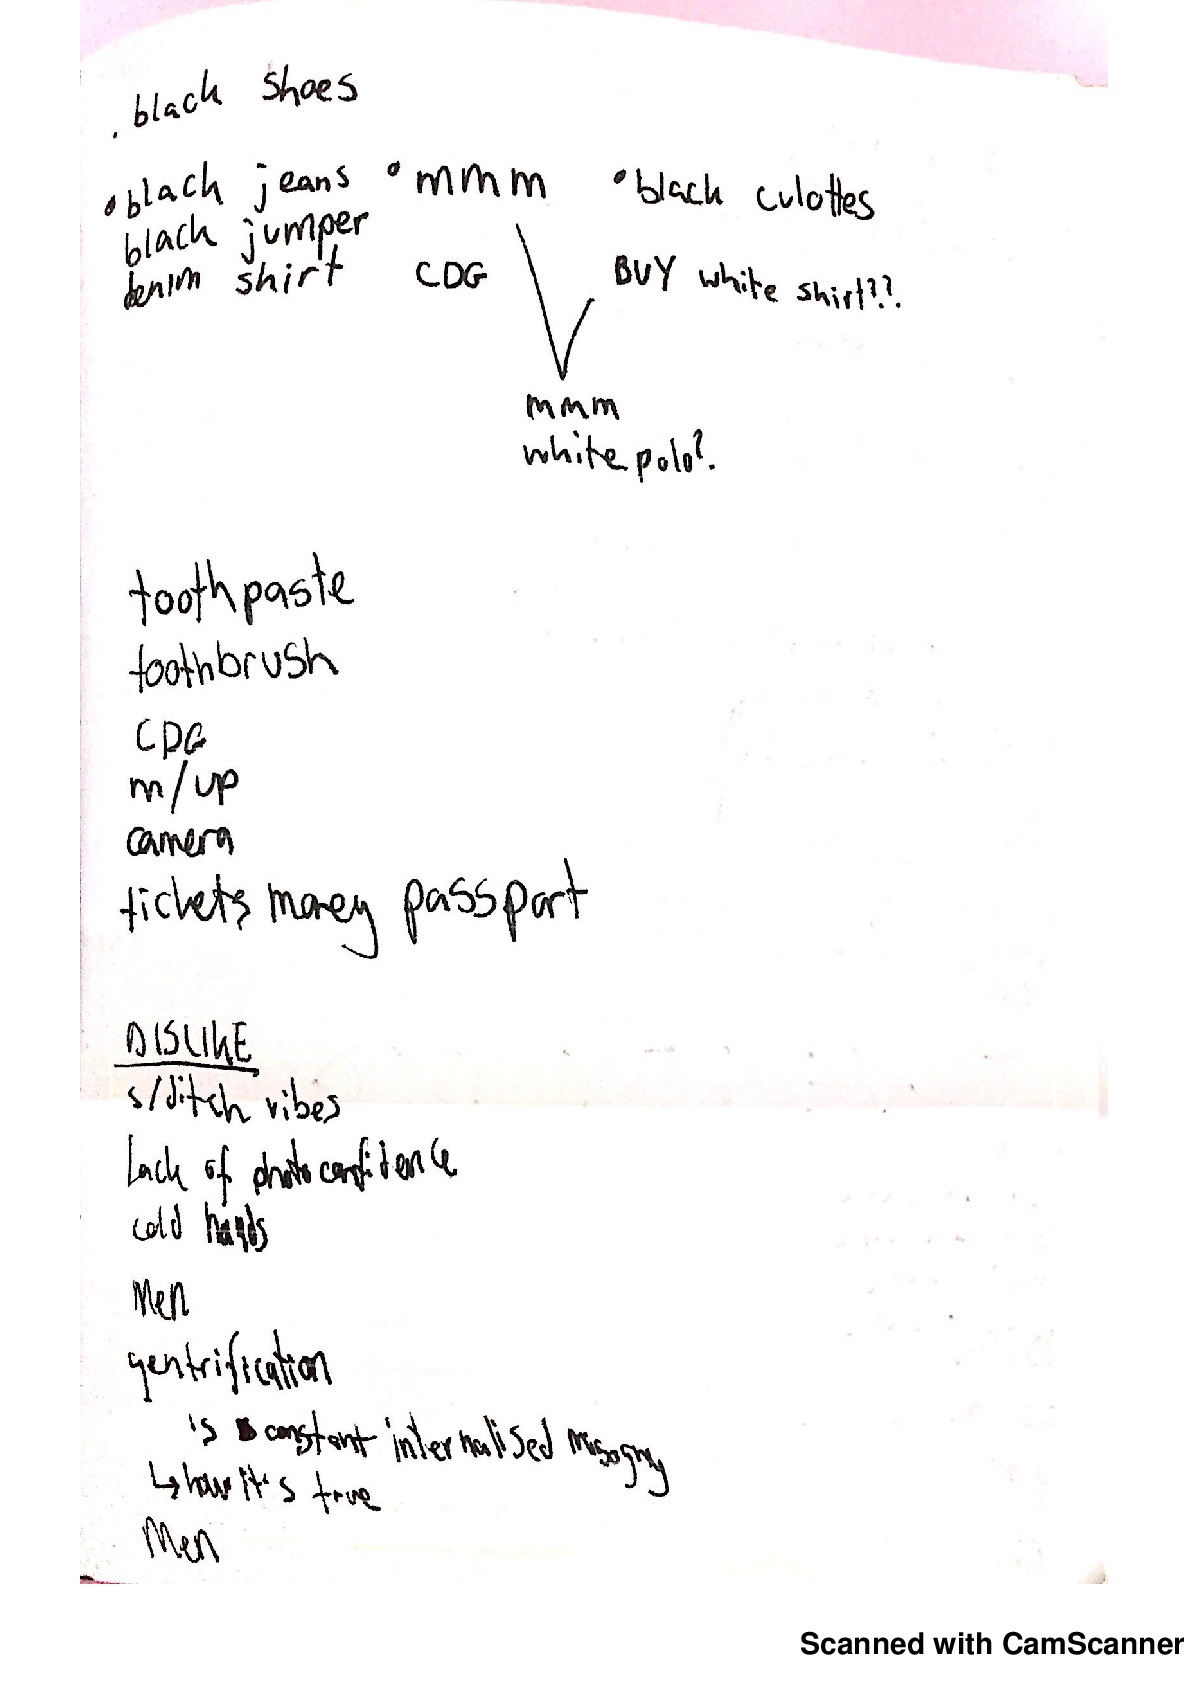 . black shoes
• black jeans • mmm • black culottes
black jumper
denim shirt CDG BUY white shirt??.
mmm
white polo?.
toothpaste
toothbrush
CDG
m/up
camera
tickets money passport
DISLIKE
s/ditch vibes
lack of photo confidence
cold hands
Men
gentrification
is constant internalised misogny
↳ how it's true
Men
Scanned with CamScanner